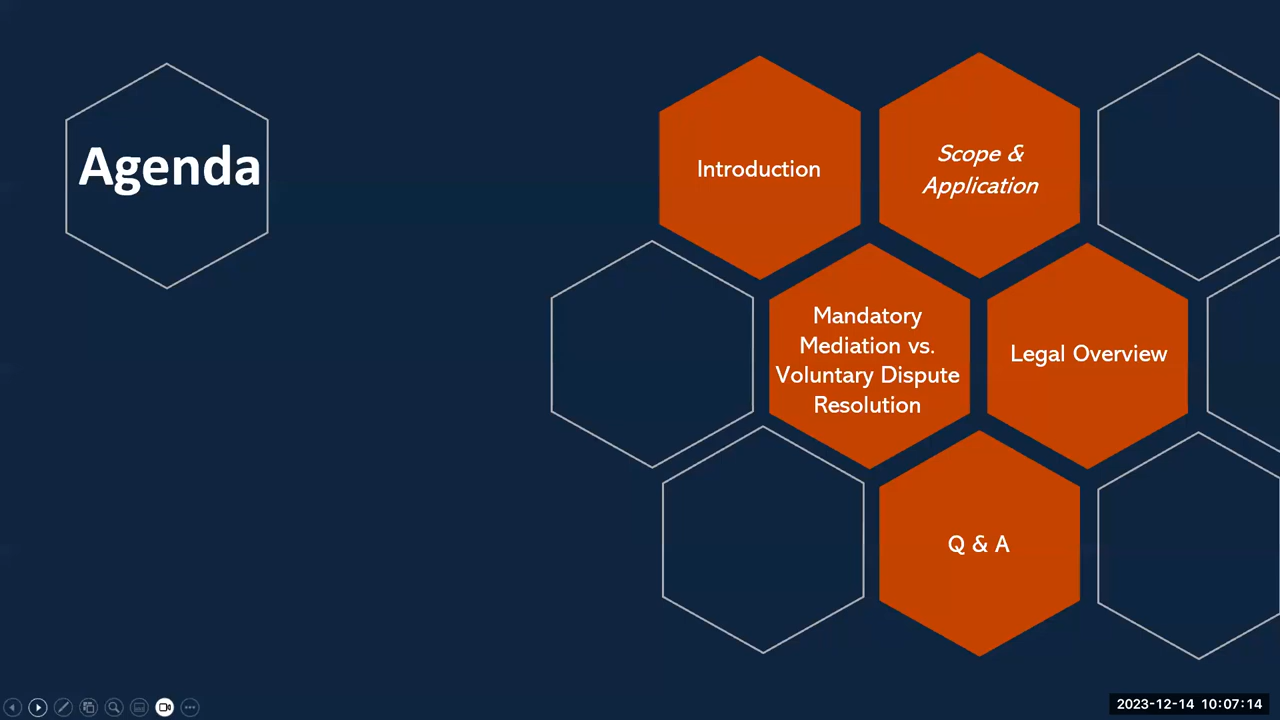 Agenda
Introduction
Scope &
Application
Mandatory
Mediation vs.
Voluntary Dispute
Resolution
Legal Overview
Q & A
2023-12-14 10:07:14